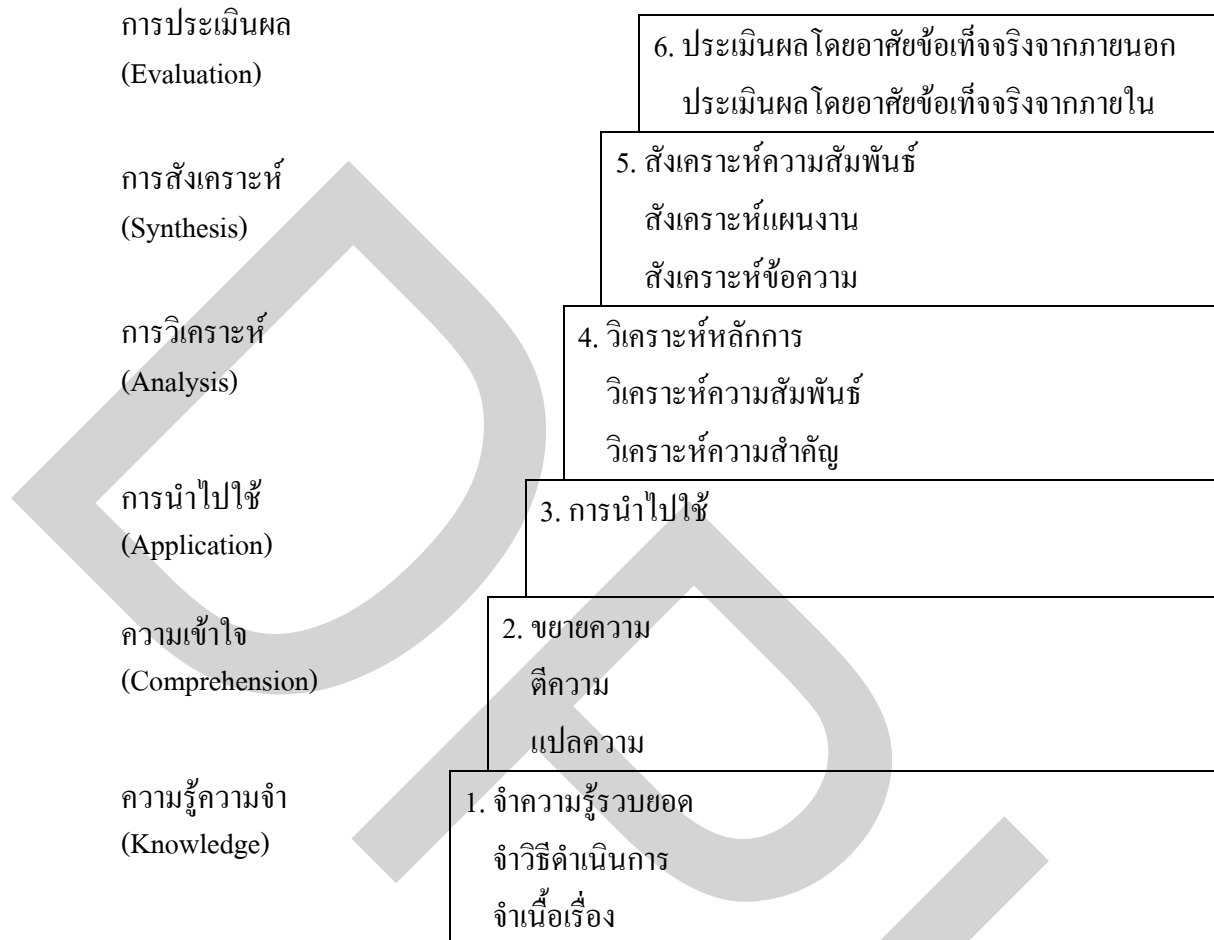 การประเมินผล
(Evaluation)
6. ประเมินผลโดยอาศัยข้อเท็จจริงจากภายนอก
ประเมินผลโดยอาศัยข้อเท็จจริงจากภายใน
การสังเคราะห์
(Synthesis)
5. สังเคราะห์ความสัมพันธ์
สังเคราะห์แผนงาน
สังเคราะห์ข้อความ
การวิเคราะห์
(Analysis)
4. วิเคราะห์หลักการ
วิเคราะห์ความสัมพันธ์
วิเคราะห์ความสำคัญ
การนำไปใช้
(Application)
3. การนำไปใช้
ความเข้าใจ
(Comprehension)
2. ขยายความ
ตีความ
แปลความ
ความรู้ความจำ
(Knowledge)
1. จำความรู้รวบยอด
จำวิธีดำเนินการ
จำเนื้อเรื่อง